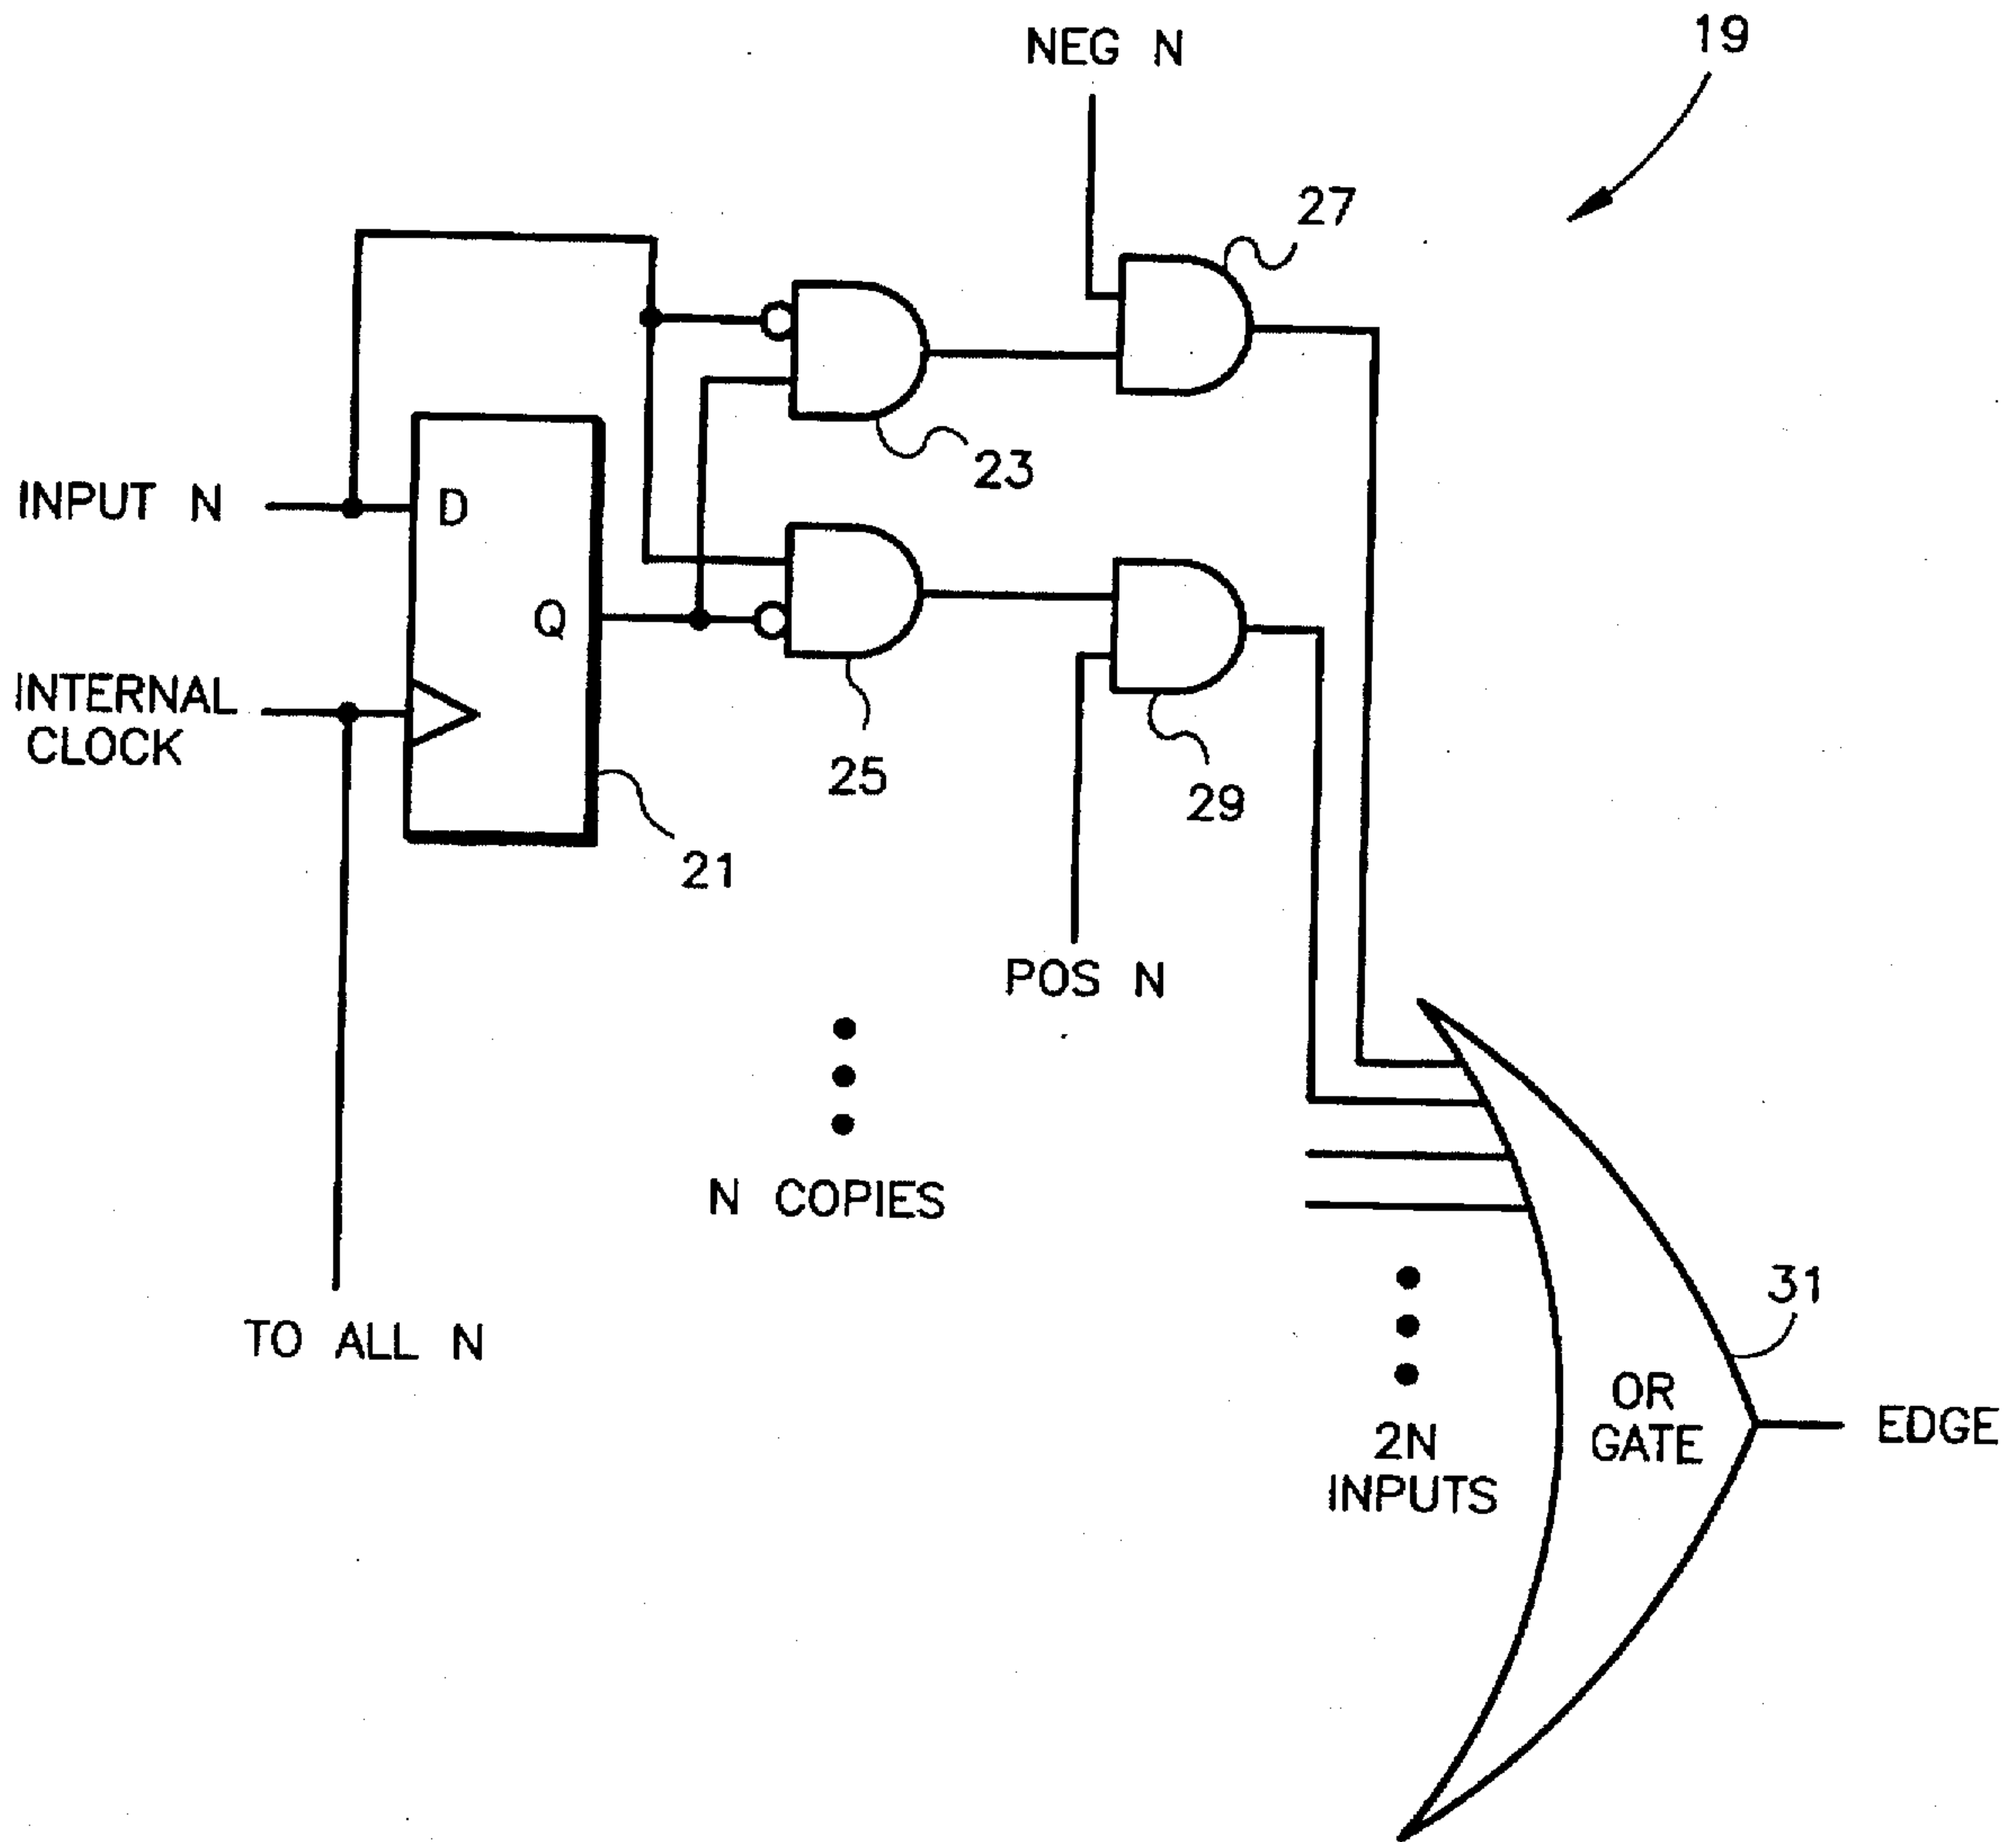 NEG N
19
27
23
INPUT N
D
Q
INTERNAL
CLOCK
25
29
21
POS N
N COPIES
TO ALL N
31
OR
GATE
EDGE
2N
INPUTS